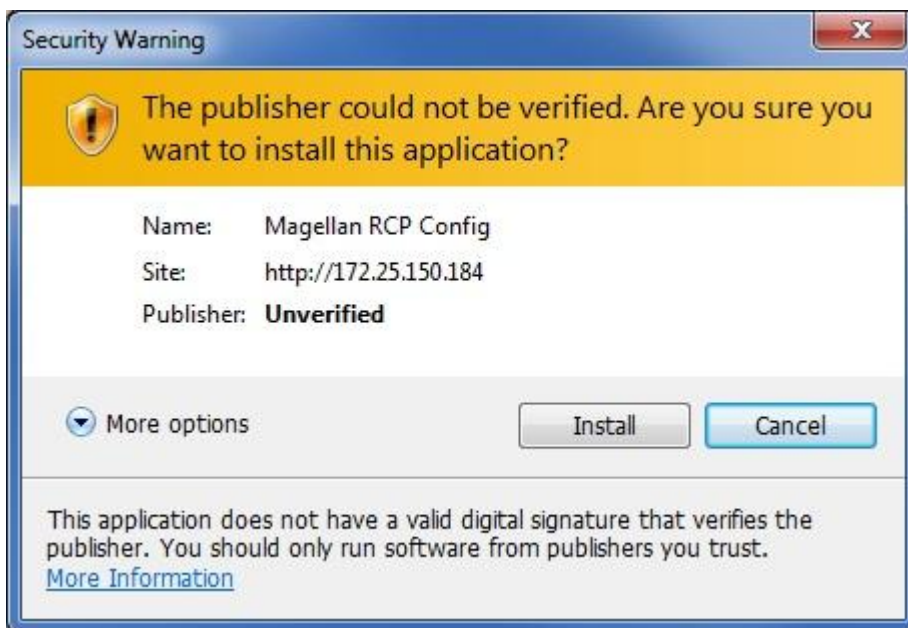 Security Warning
The publisher could not be verified. Are you sure you
want to install this application?
Name: Magellan RCP Config
Site: http://172.25.150.184
Publisher: Unverified
More options
Install
Cancel
This application does not have a valid digital signature that verifies the
publisher. You should only run software from publishers you trust.
More Information